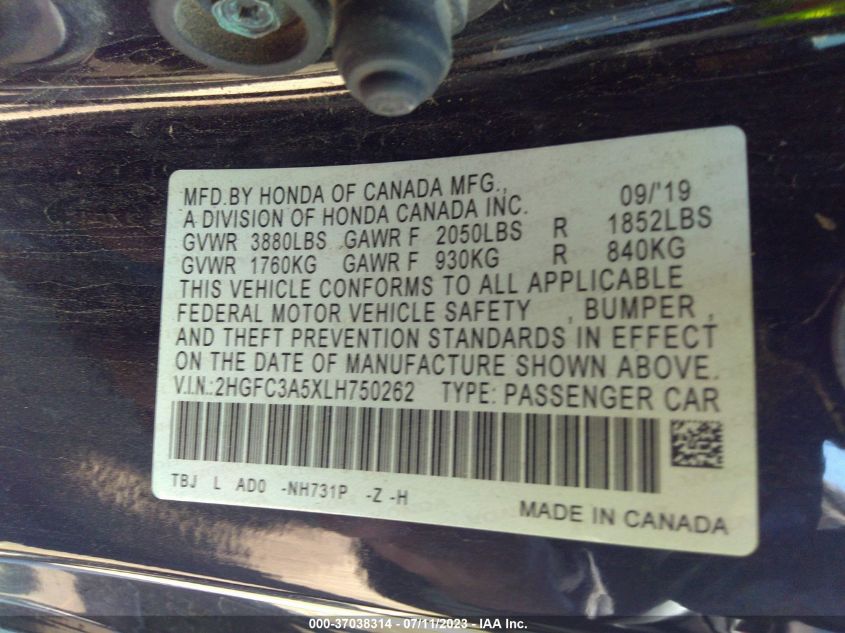 MFD.BY HONDA OF CANADA MFG., 09/'19
A DIVISION OF HONDA CANADA INC.
GVWR 3880LBS GAWR F 2050LBS R 1852LBS
GVWR 1760KG GAWR F 930KG R 840KG
THIS VEHICLE CONFORMS TO ALL APPLICABLE
FEDERAL MOTOR VEHICLE SAFETY , BUMPER ,
AND THEFT PREVENTION STANDARDS IN EFFECT
ON THE DATE OF MANUFACTURE SHOWN ABOVE.
V.I.N.:2HGFC3A5XLH750262 TYPE: PASSENGER CAR
TBJ L AD0 -NH731P -Z -H
MADE IN CANADA
000-37038314 - 07/11/2023 - IAA Inc.